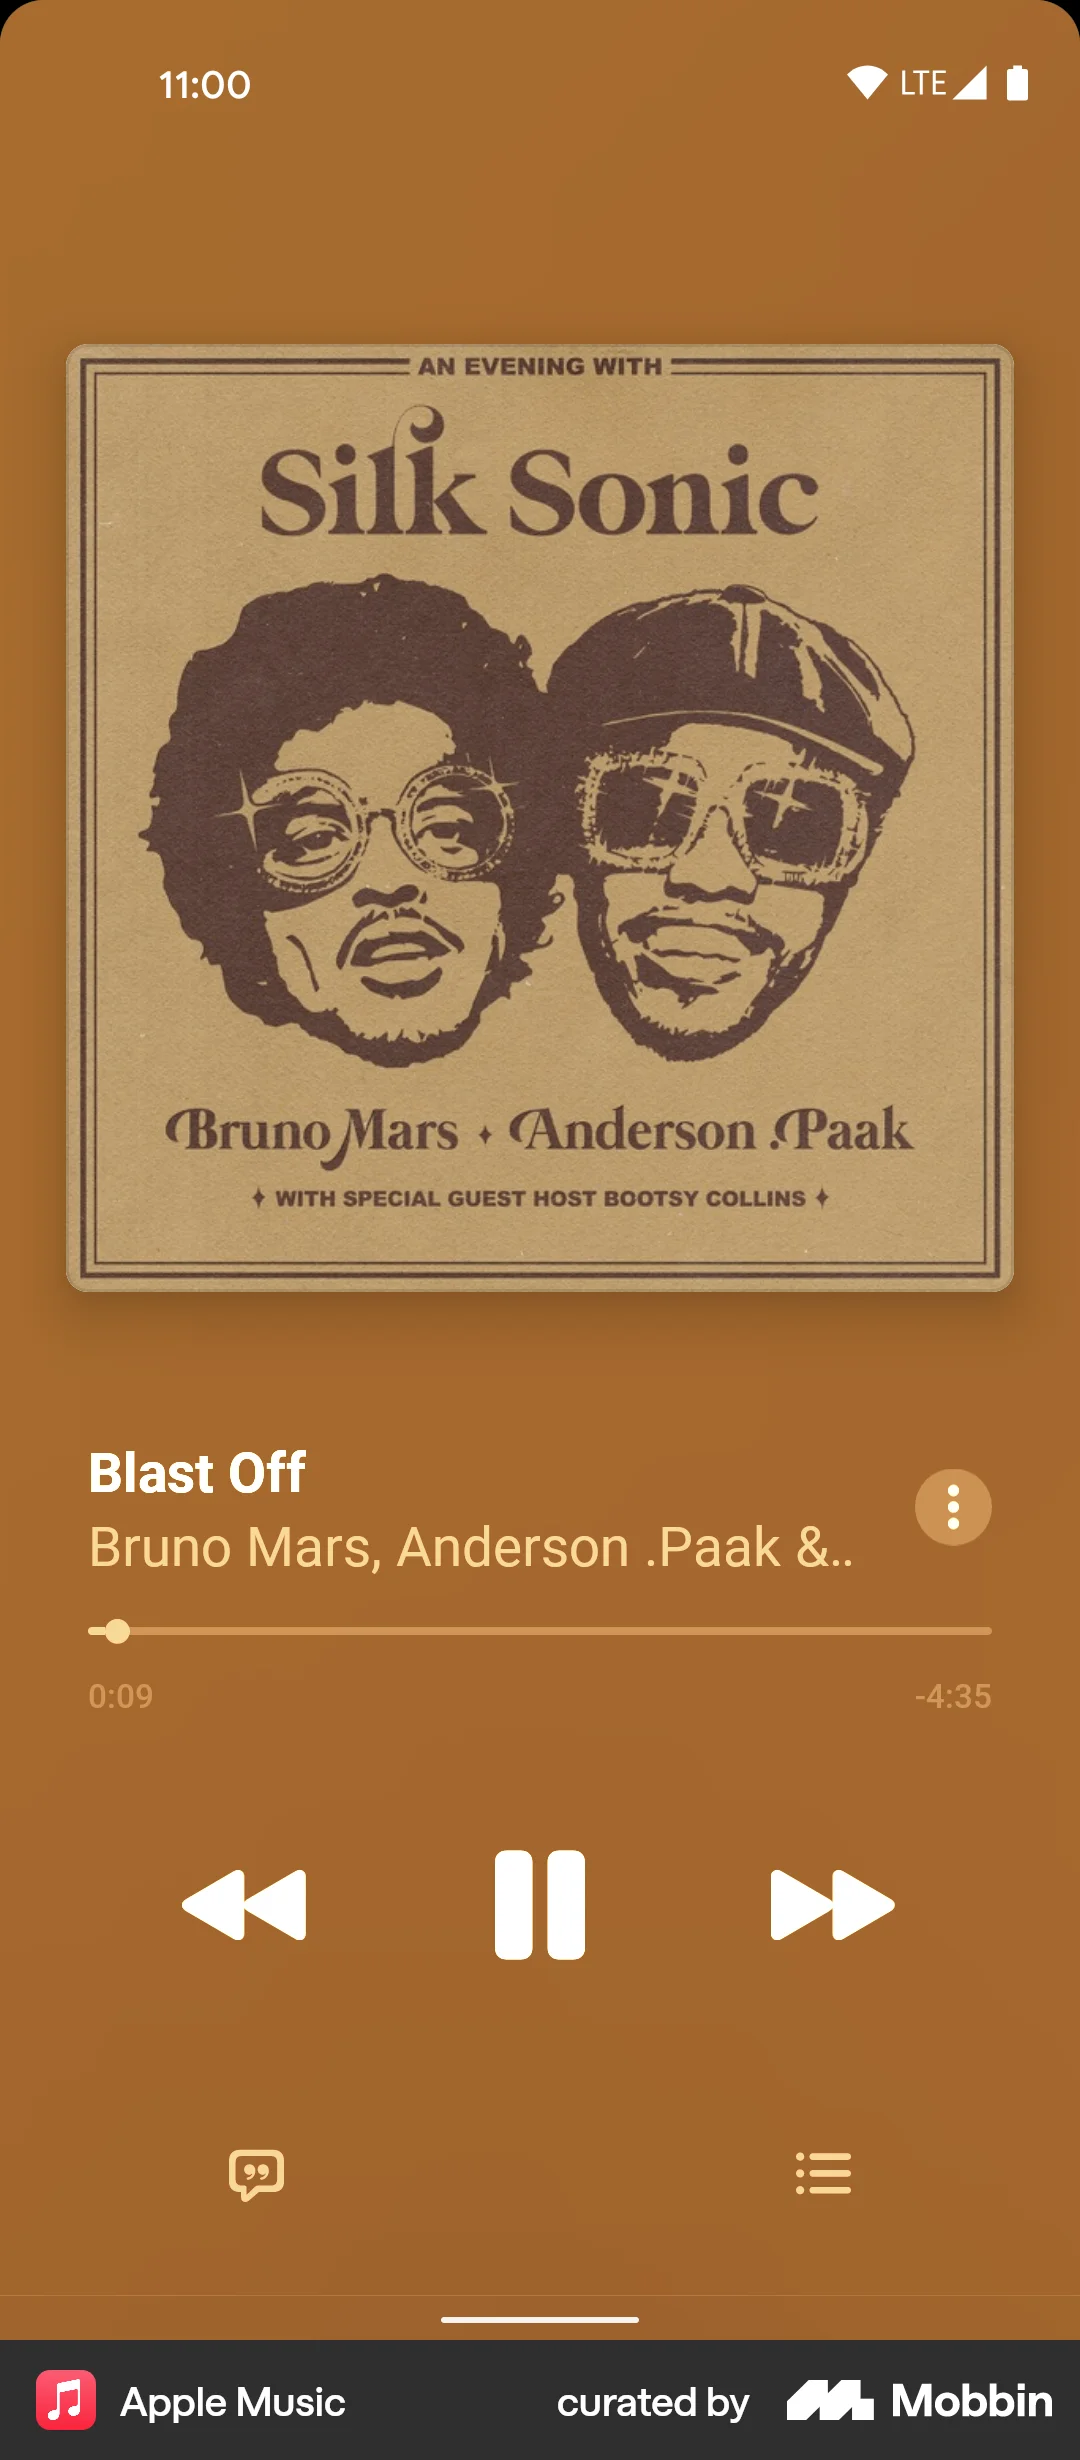 11:00 LTE
AN EVENING WITH
Silk Sonic
Bruno Mars Anderson .Paak
WITH SPECIAL GUEST HOST BOOTSY COLLINS
Blast Off
Bruno Mars, Anderson .Paak &..
0:09 -4:35
Apple Music curated by Mobbin